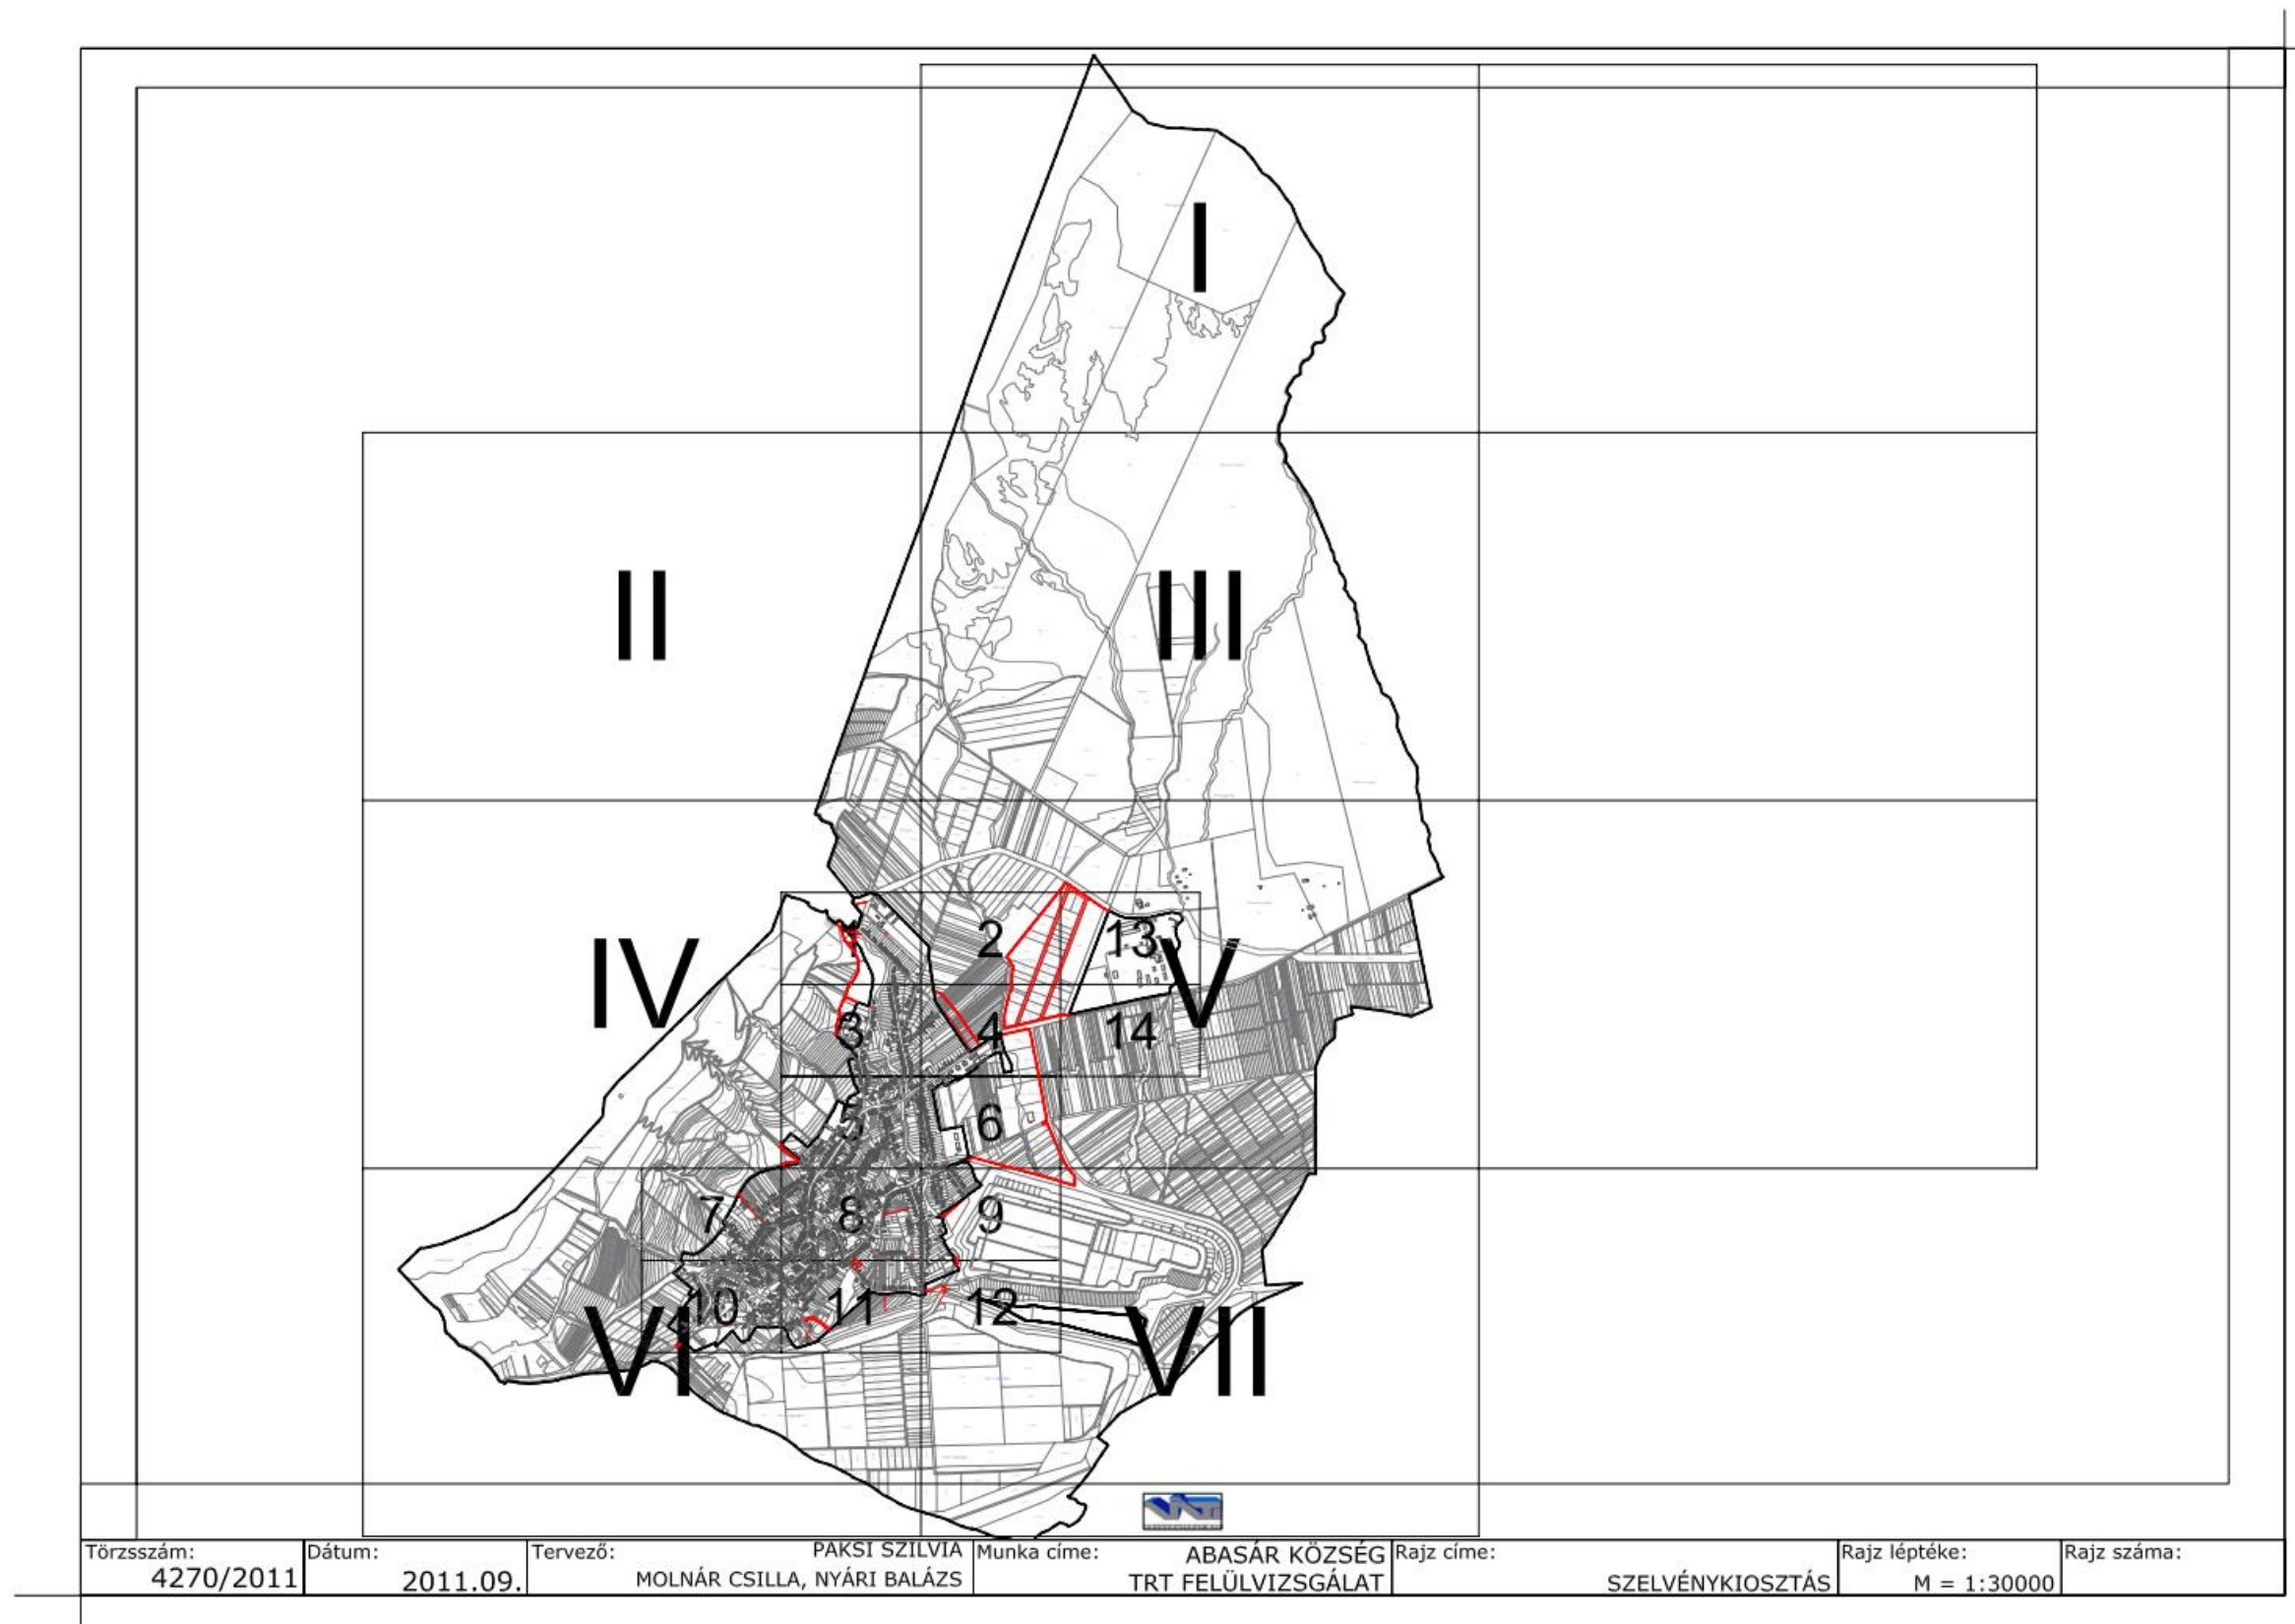 I
II
III
IV
2
13
V
3
4
14
5
6
7
8
9
10
11
12
VI
VII
Törzsszám:
4270/2011
Dátum:
2011.09.
Tervező:
PAKSI SZILVIA
MOLNÁR CSILLA, NYÁRI BALÁZS
Munka címe:
ABASÁR KÖZSÉG
TRT FELÜLVIZSGÁLAT
Rajz címe:
SZELVÉNYKIOSZTÁS
Rajz léptéke:
M = 1:30000
Rajz száma: